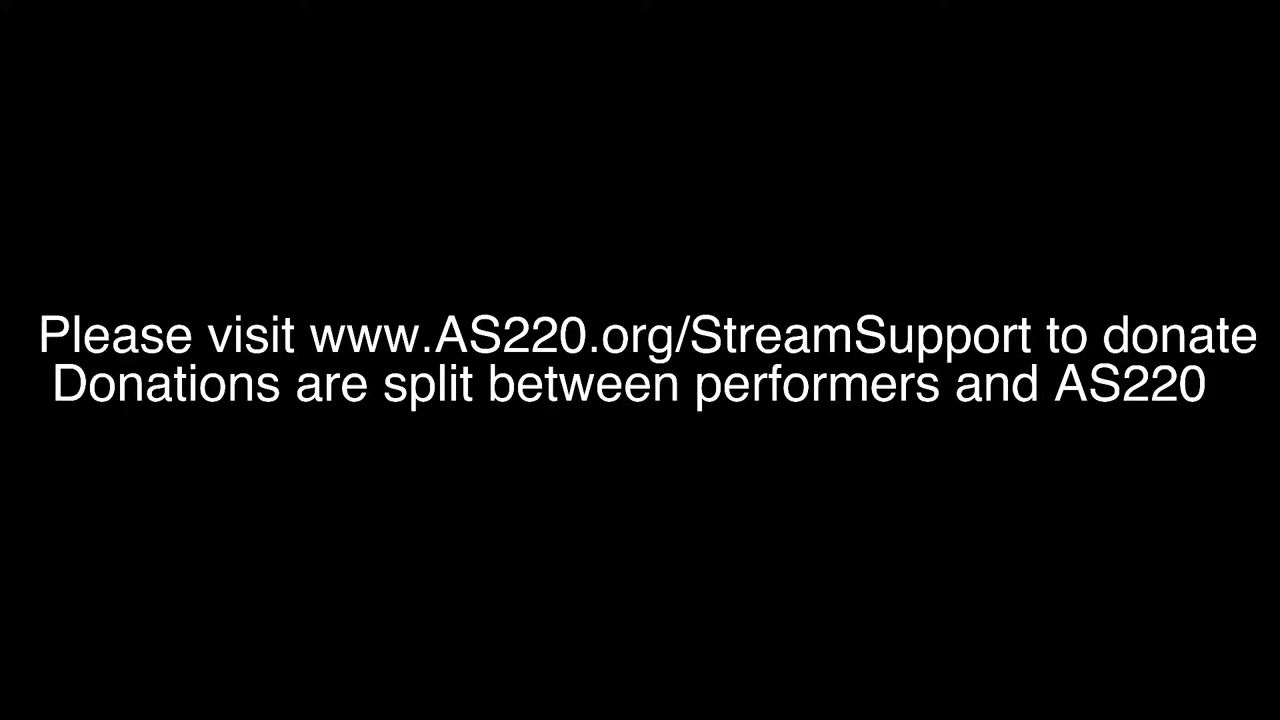 Please visit www.AS220.org/StreamSupport to donate
Donations are split between performers and AS220